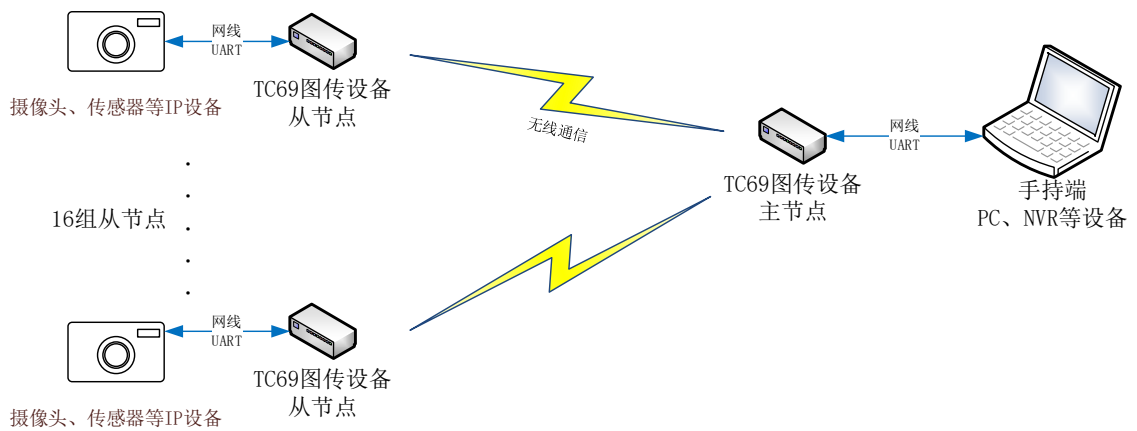 网线
UART
摄像头、传感器等IP设备
TC69图传设备
从节点
无线通信
网线
UART
TC69图传设备
主节点
手持端
PC、NVR等设备
16组从节点
网线
UART
摄像头、传感器等IP设备
TC69图传设备
从节点